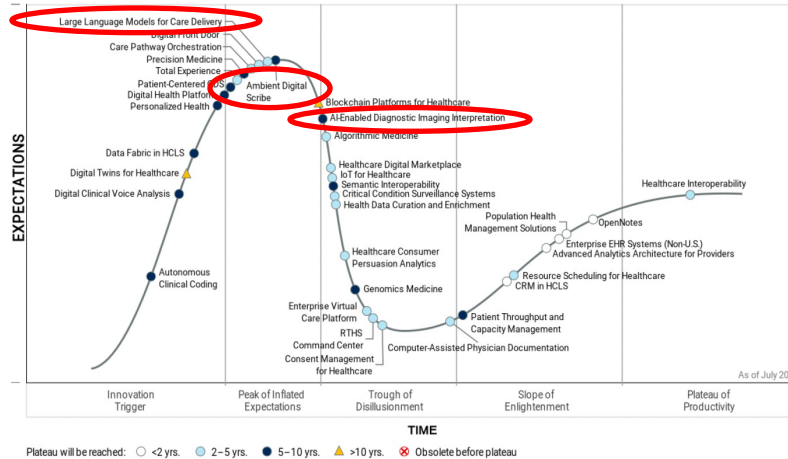 Large Language Models for Care Delivery
Digital Front Door
Care Pathway Orchestration
Precision Medicine
Total Experience
Patient-Centered
Digital Health Platform
Personalized Health
Ambient Digital
Scribe
Blockchain Platforms for Healthcare
AI-Enabled Diagnostic Imaging Interpretation
Algorithmic Medicine
Data Fabric in HCLS
Digital Twins for Healthcare
Digital Clinical Voice Analysis
Autonomous
Clinical Coding
Healthcare Digital Marketplace
IoT for Healthcare
Semantic Interoperability
Critical Condition Surveillance Systems
Health Data Curation and Enrichment
Healthcare Consumer
Persuasion Analytics
Genomics Medicine
Enterprise Virtual
Care Platform
RTHS
Command Center
Consent Management
for Healthcare
Computer-Assisted Physician Documentation
Patient Throughput and
Capacity Management
Resource Scheduling for Healthcare
CRM in HCLS
Population Health
Management Solutions
OpenNotes
Enterprise EHR Systems (Non-U.S.)
Advanced Analytics Architecture for Providers
Healthcare Interoperability
EXPECTATIONS
As of July 20
Innovation
Trigger
Peak of Inflated
Expectations
Trough of
Disillusionment
Slope of
Enlightenment
Plateau of
Productivity
TIME
Plateau will be reached: <2 yrs. 2–5 yrs. 5–10 yrs. >10 yrs. Obsolete before plateau